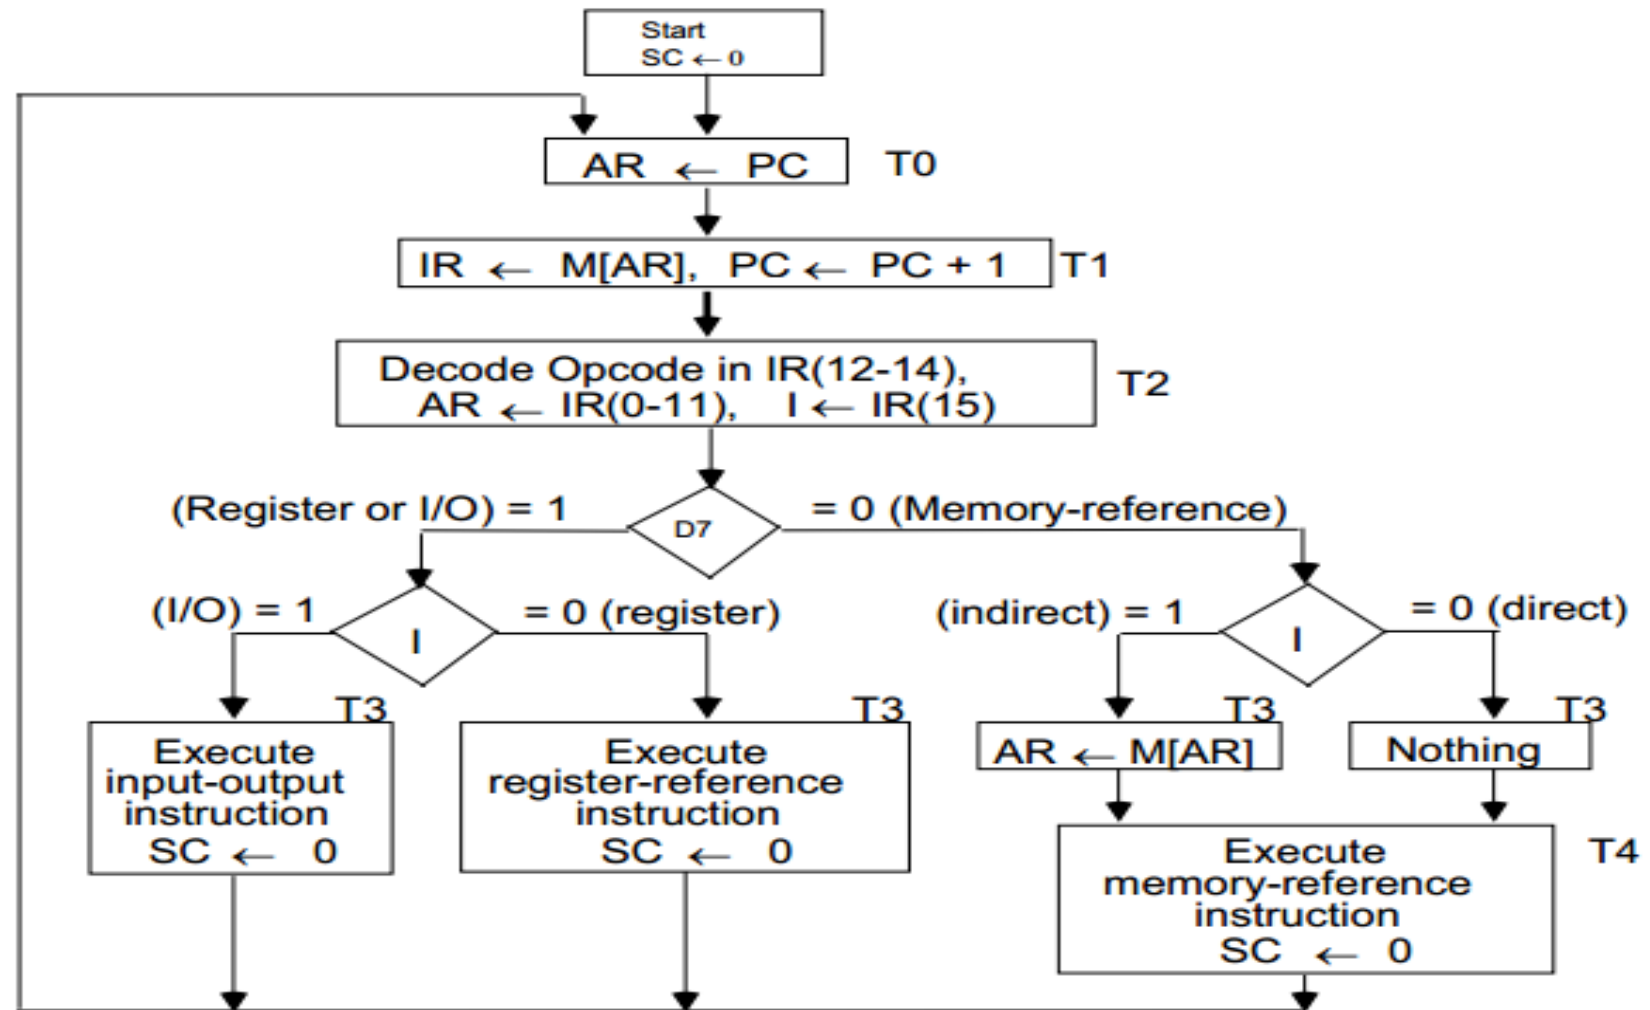 Start
SC ← 0
AR ← PC
T0
IR ← M[AR], PC ← PC + 1
T1
Decode Opcode in IR(12-14),
AR ← IR(0-11), I ← IR(15)
T2
(Register or I/O) = 1
D7
= 0 (Memory-reference)
(I/O) = 1
I
= 0 (register)
(indirect) = 1
I
= 0 (direct)
T3
T3
T3
T3
Execute
input-output
instruction
SC ← 0
Execute
register-reference
instruction
SC ← 0
AR ← M[AR]
Nothing
Execute
memory-reference
instruction
SC ← 0
T4